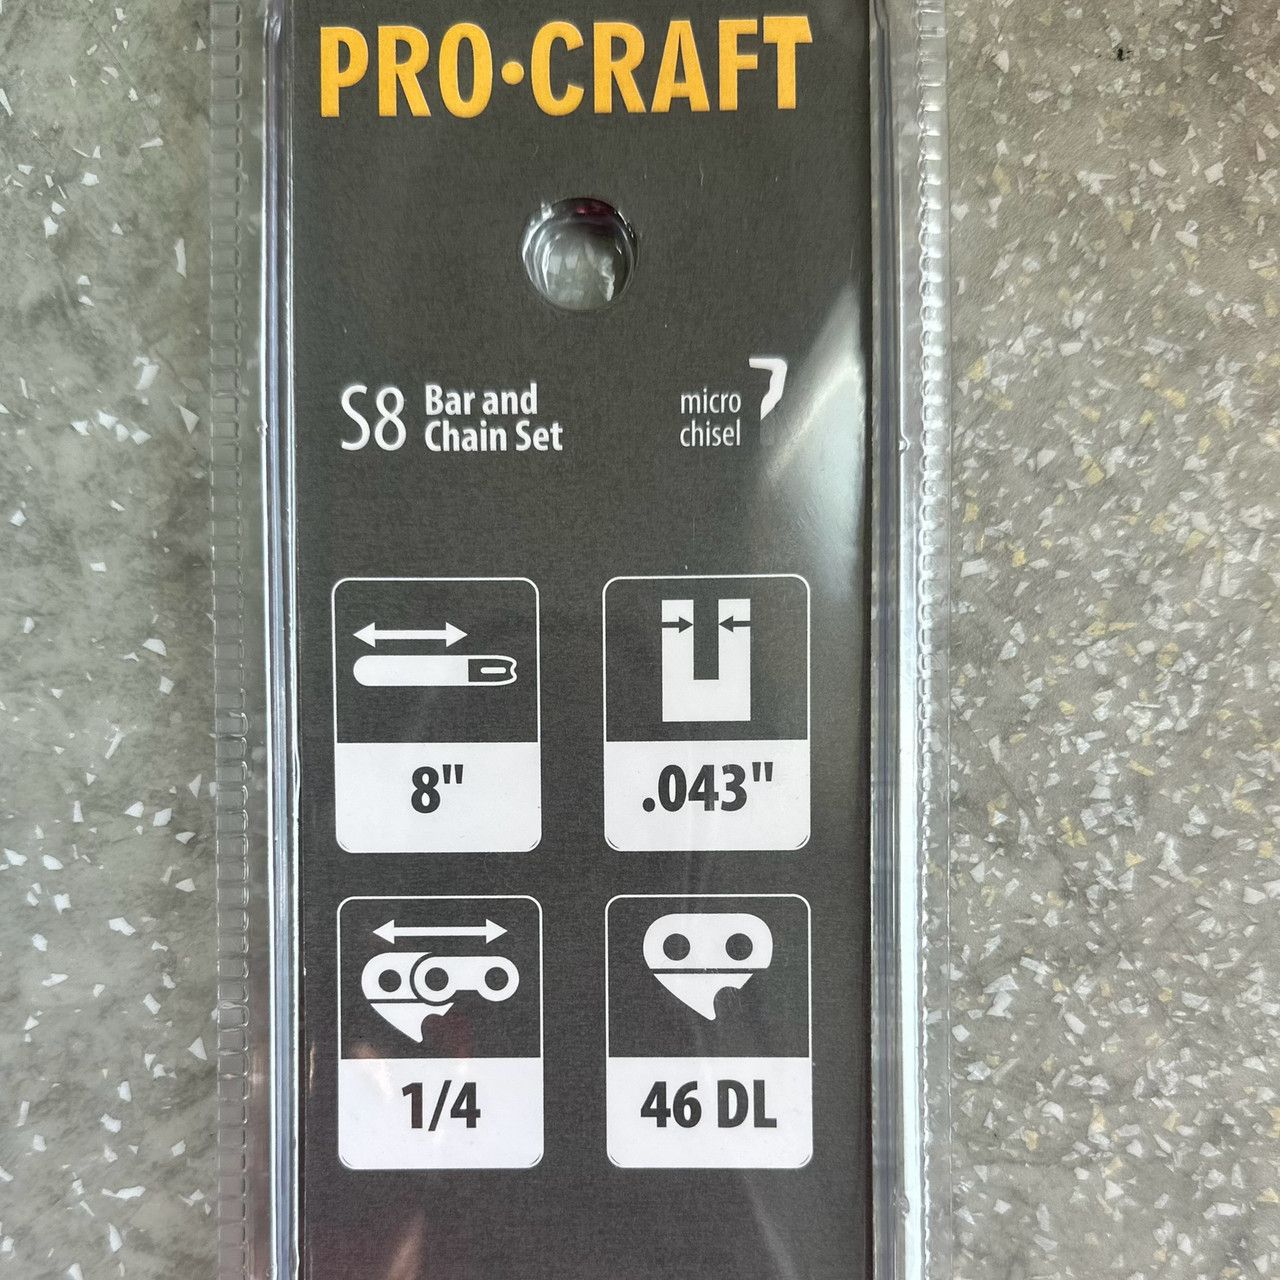 PRO·CRAFT
S8 Bar and
Chain Set
micro
chisel
8"
.043"
1/4
46 DL